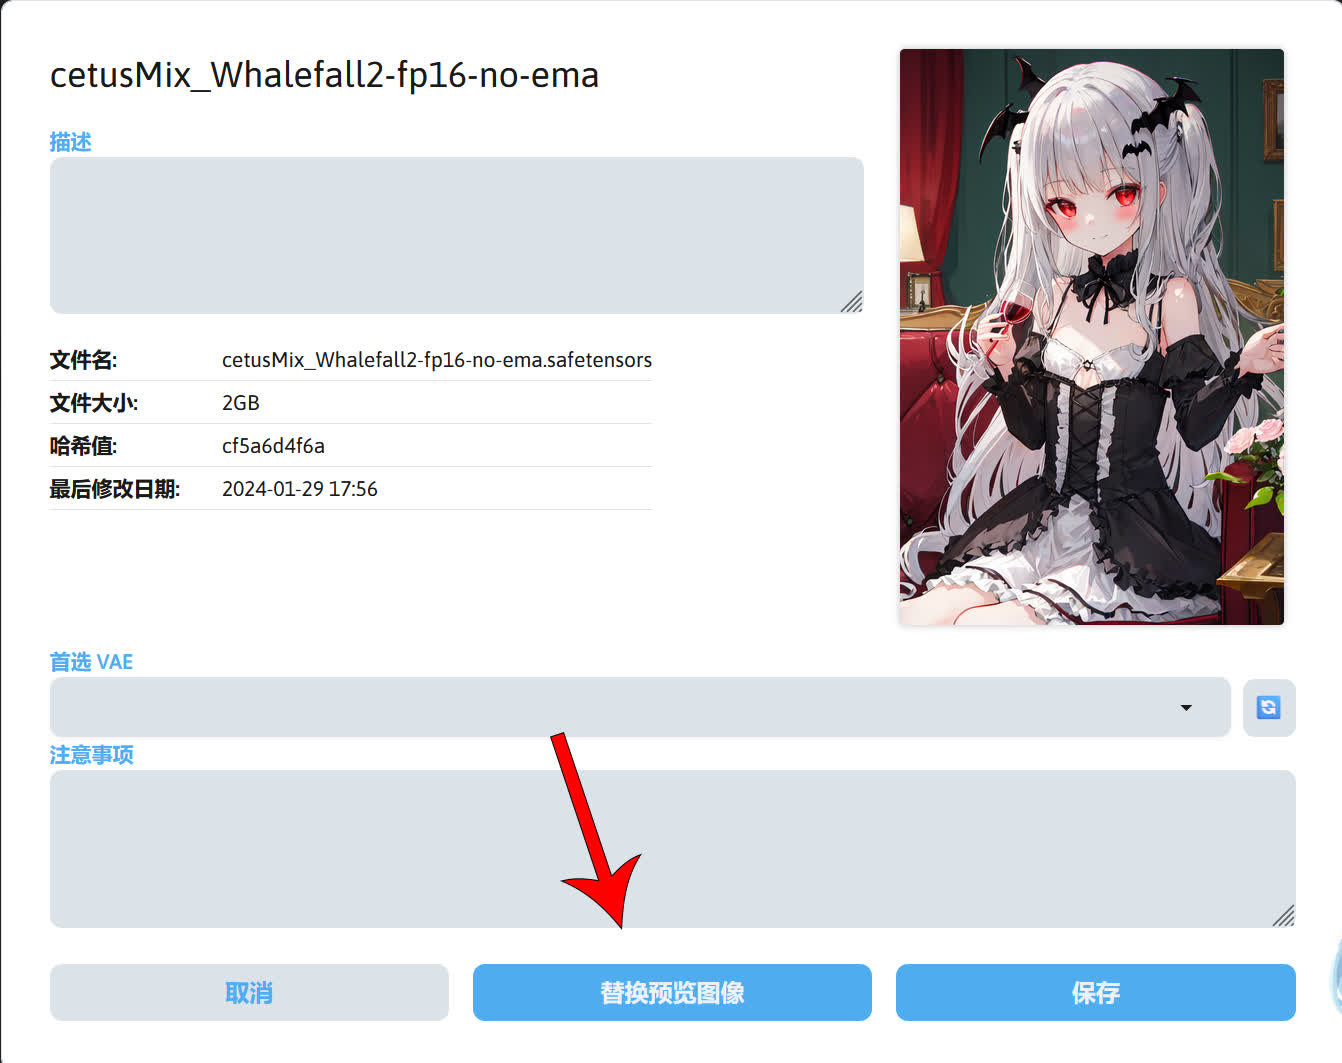 cetusMix_Whalefall2-fp16-no-ema
描述
文件名: cetusMix_Whalefall2-fp16-no-ema.safetensors
文件大小: 2GB
哈希值: cf5a6d4f6a
最后修改日期: 2024-01-29 17:56
首选 VAE
注意事项
取消 替换预览图像 保存